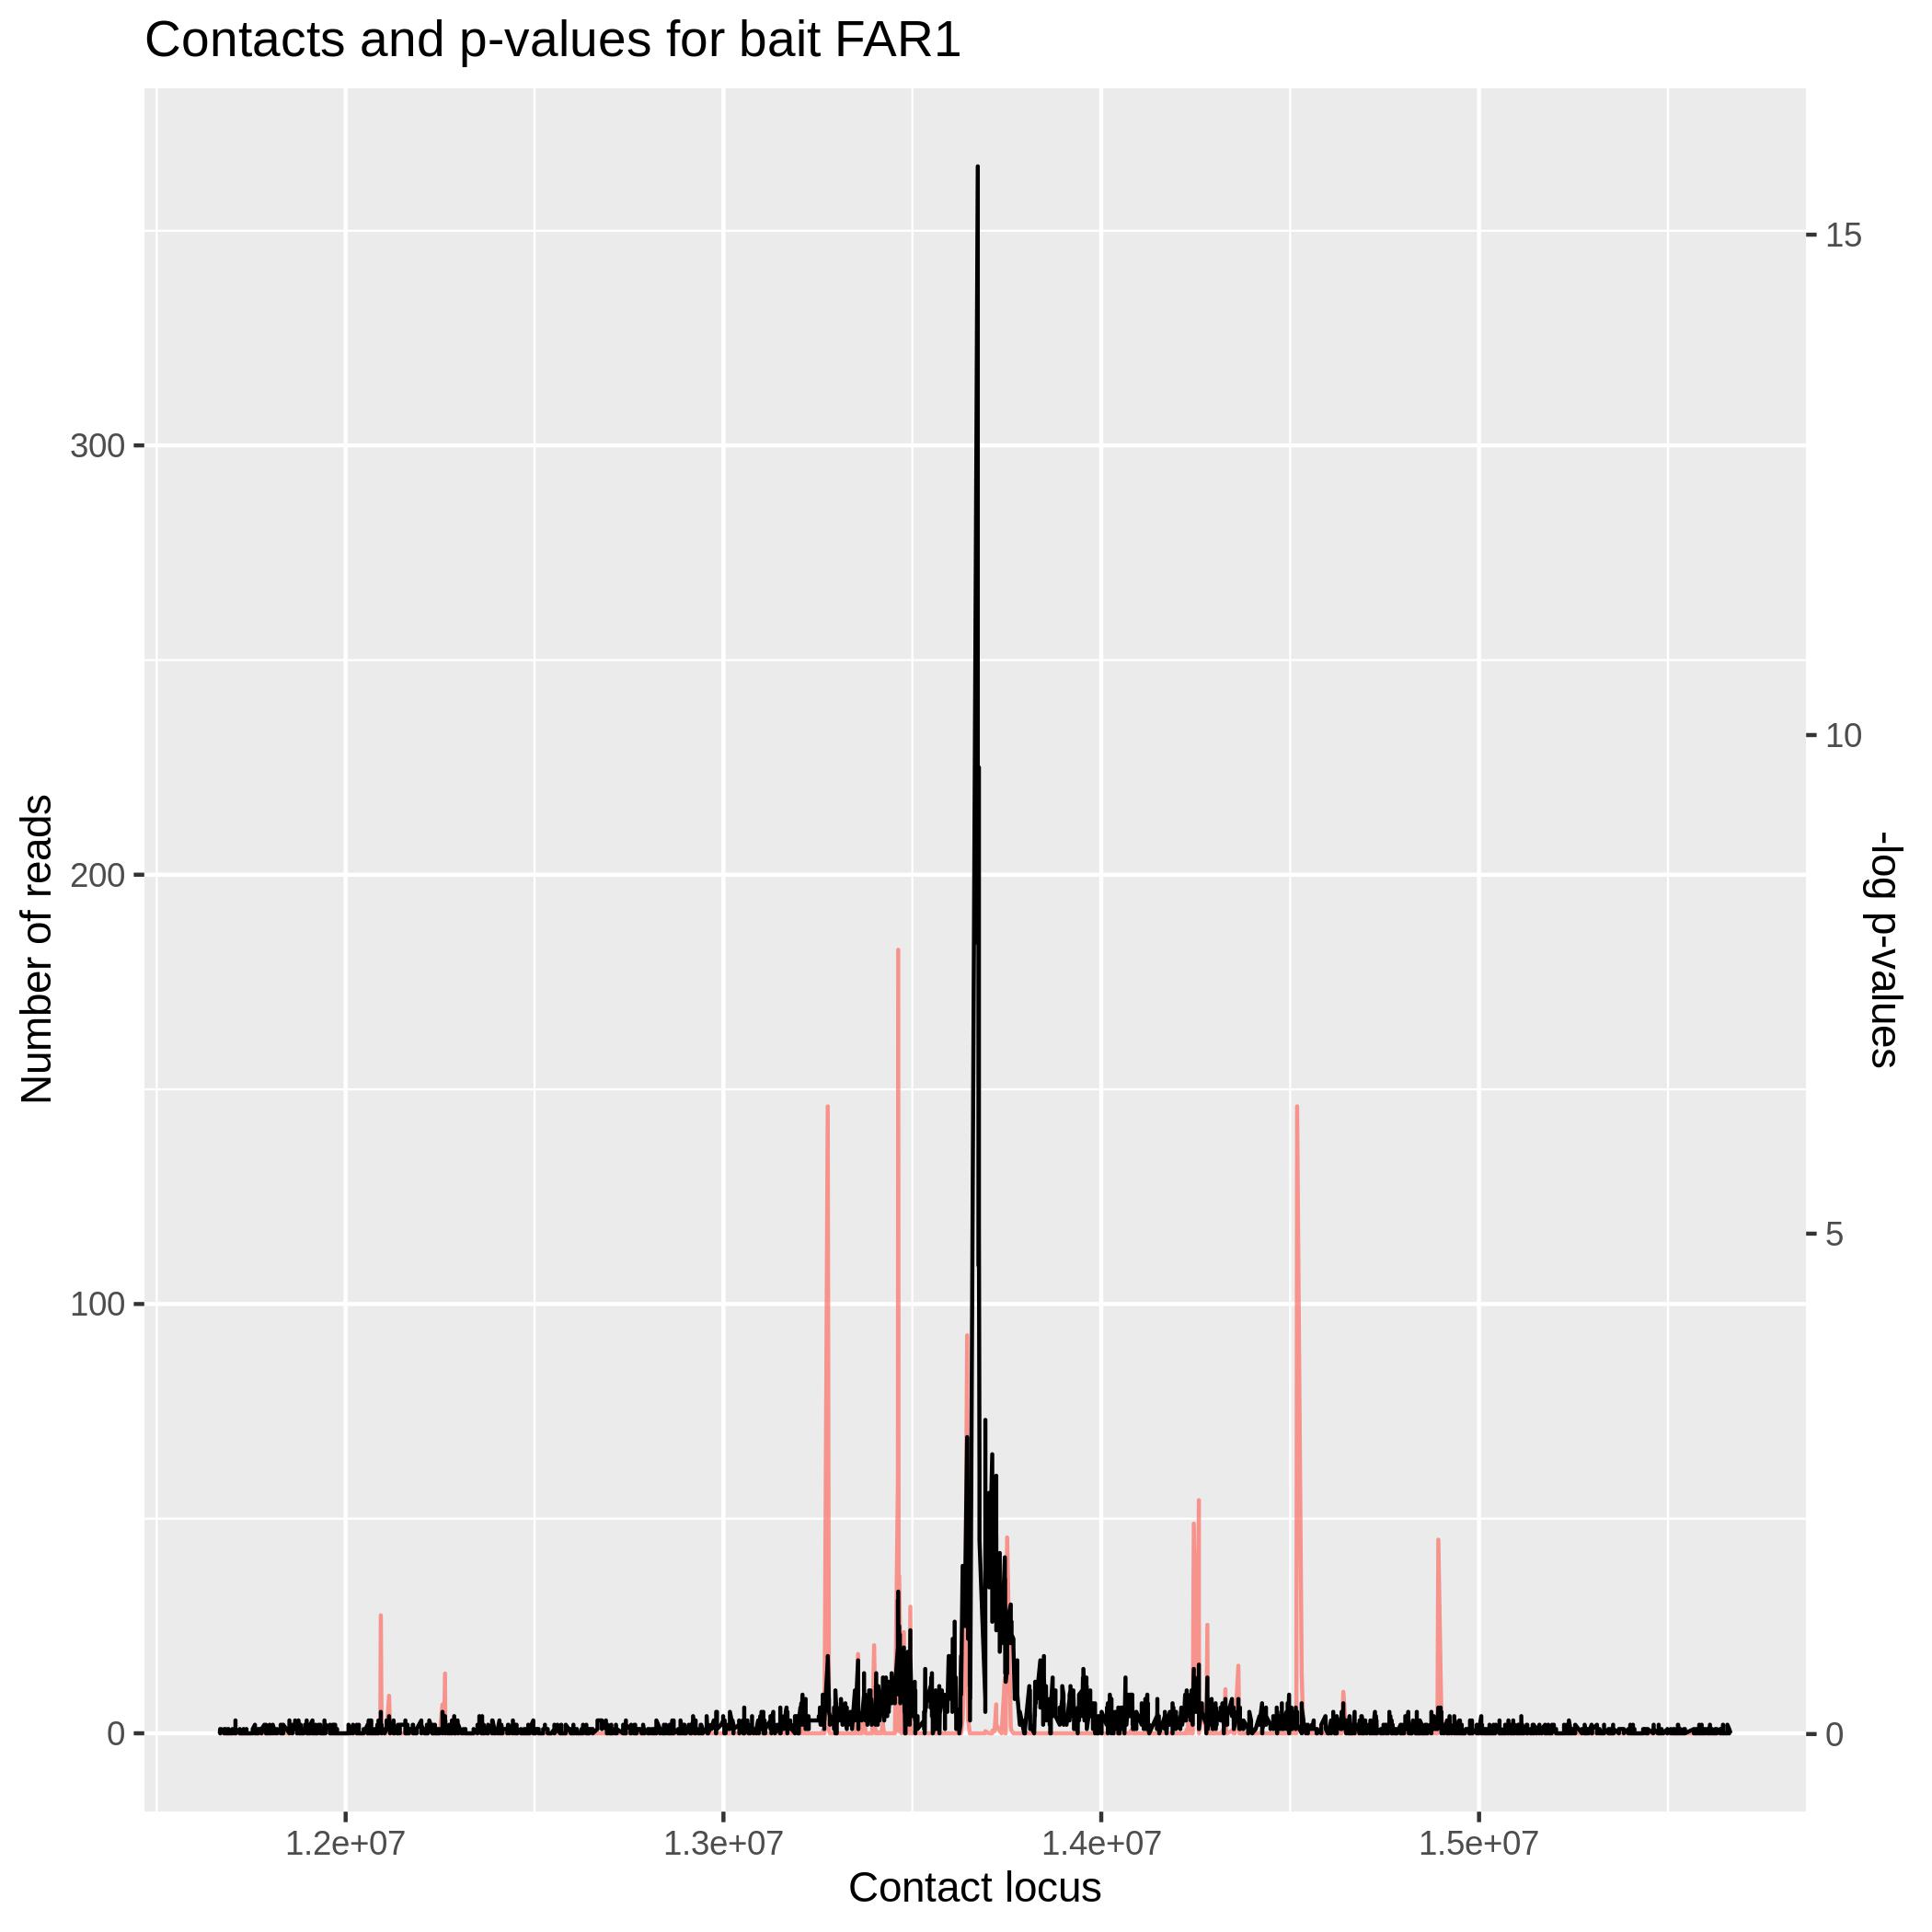 Contacts and p-values for bait FAR1
Number of reads
300
200
100
0
15
10
5
0
-log p-values
1.2e+07
1.3e+07
1.4e+07
1.5e+07
Contact locus